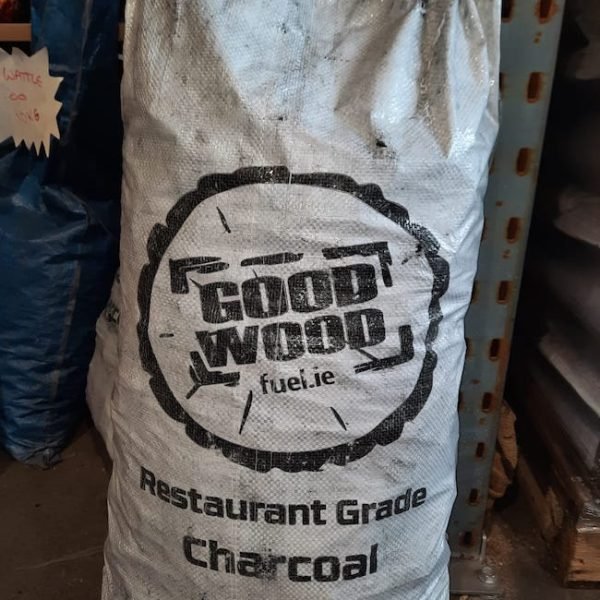 WATTLE
GOOD
WOOD
fuel.ie
Restaurant Grade
Charcoal